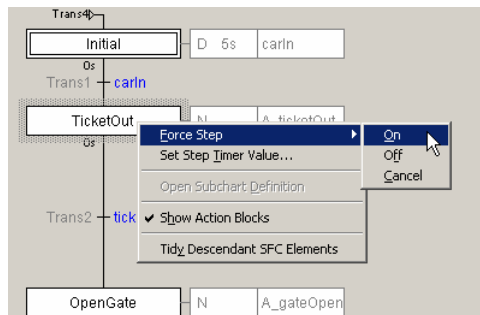 Trans4
Initial
D 5s carIn
0s
Trans1 carIn
TicketOut
N A_ticketOut
0s
Force Step
On
Set Step Timer Value...
Off
Cancel
Open Subchart Definition
Trans2 tick
Show Action Blocks
Tidy Descendant SFC Elements
OpenGate
N A_gateOpen